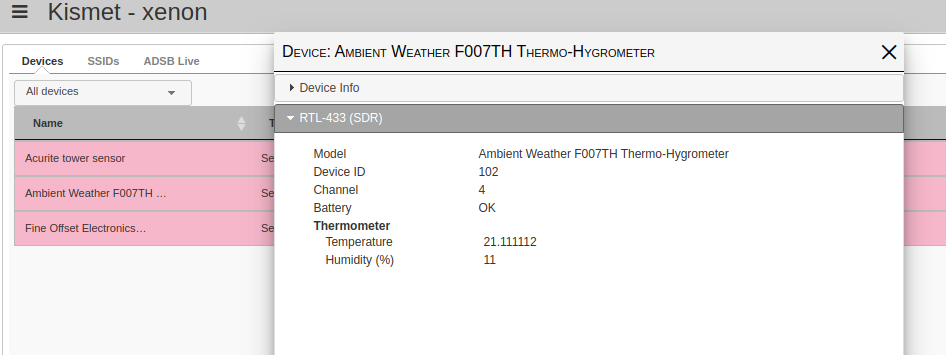 Kismet - xenon
Devices SSIDs ADSB Live
All devices
Name
Acurite tower sensor Se
Ambient Weather F007TH … Se
Fine Offset Electronics… Se
Device: Ambient Weather F007TH Thermo-Hygrometer
Device Info
RTL-433 (SDR)
Model Ambient Weather F007TH Thermo-Hygrometer
Device ID 102
Channel 4
Battery OK
Thermometer
Temperature 21.111112
Humidity (%) 11